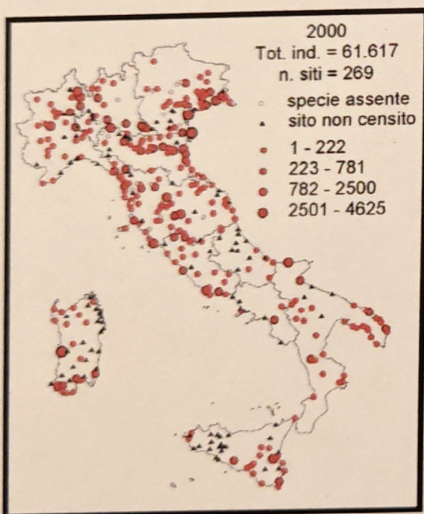 2000
Tot. ind. = 61.617
n. siti = 269
specie assente
sito non censito
1 - 222
223 - 781
782 - 2500
2501 - 4625